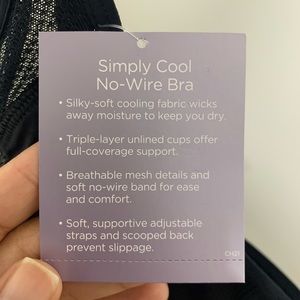 Simply Cool
No-Wire Bra
• Silky-soft cooling fabric wicks
away moisture to keep you dry.
• Triple-layer unlined cups offer
full-coverage support.
• Breathable mesh details and
soft no-wire band for ease
and comfort.
• Soft, supportive adjustable
straps and scooped back
prevent slippage.